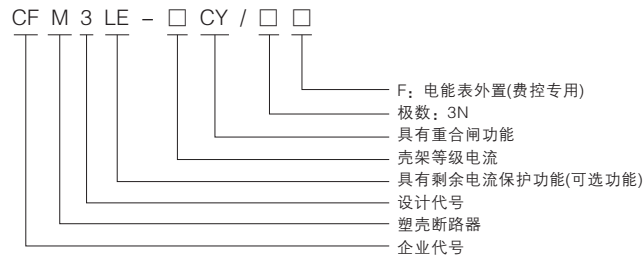 CF M 3 LE - □ CY / □ □
F：电能表外置(费控专用)
极数：3N
具有重合闸功能
壳架等级电流
具有剩余电流保护功能(可选功能)
设计代号
塑壳断路器
企业代号